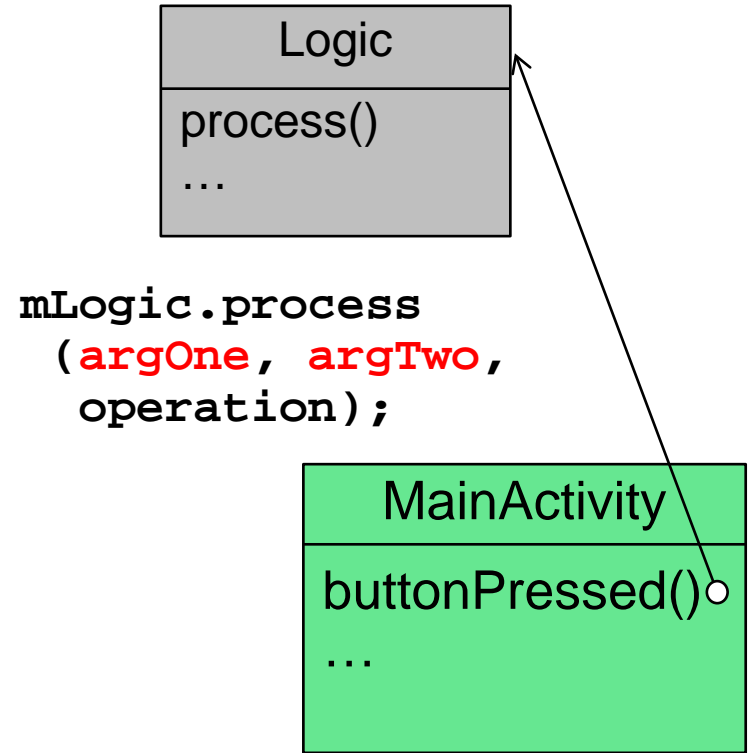 Logic
process()
…
mLogic.process
(argOne, argTwo,
operation);
MainActivity
buttonPressed()
…